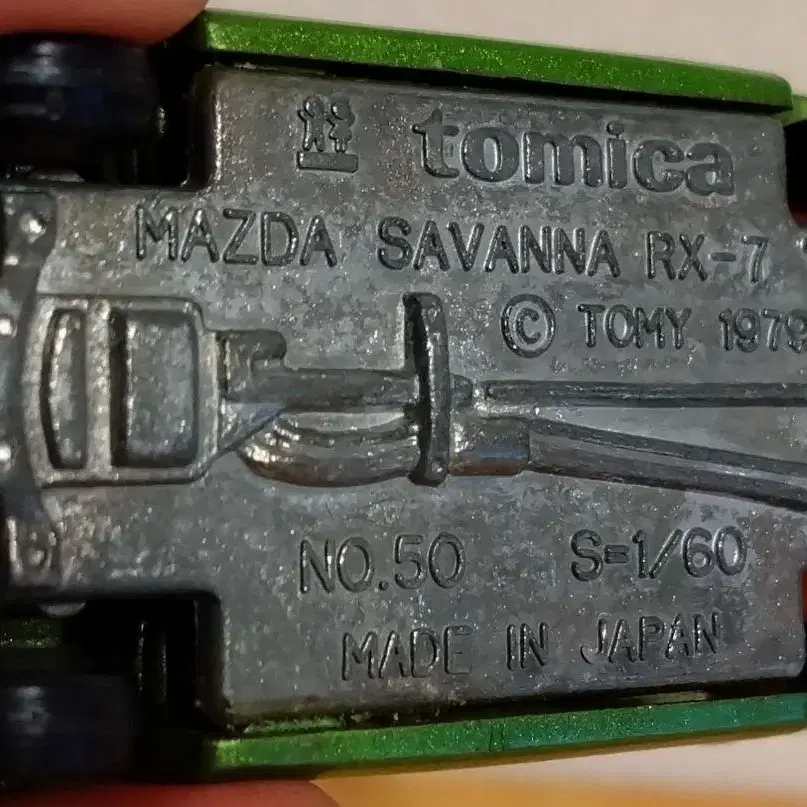 tomica
MAZDA SAVANNA RX-7
© TOMY 1979
NO.50 S=1/60
MADE IN JAPAN